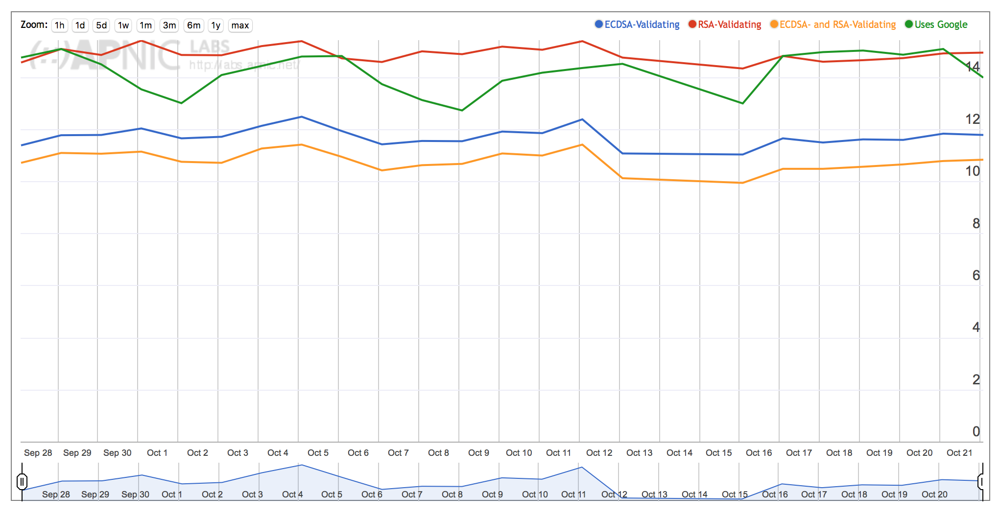 Zoom: 1h 1d 5d 1w 1m 3m 6m 1y max ECDSA-Validating RSA-Validating ECDSA- and RSA-Validating Uses Google
(::)APNIC LABS
http://labs.apnic.net/
14
12
10
8
6
4
2
0
Sep 28 Sep 29 Sep 30 Oct 1 Oct 2 Oct 3 Oct 4 Oct 5 Oct 6 Oct 7 Oct 8 Oct 9 Oct 10 Oct 11 Oct 12 Oct 13 Oct 14 Oct 15 Oct 16 Oct 17 Oct 18 Oct 19 Oct 20 Oct 21
Sep 28 Sep 29 Sep 30 Oct 1 Oct 2 Oct 3 Oct 4 Oct 5 Oct 6 Oct 7 Oct 8 Oct 9 Oct 10 Oct 11 Oct 12 Oct 13 Oct 14 Oct 15 Oct 16 Oct 17 Oct 18 Oct 19 Oct 20